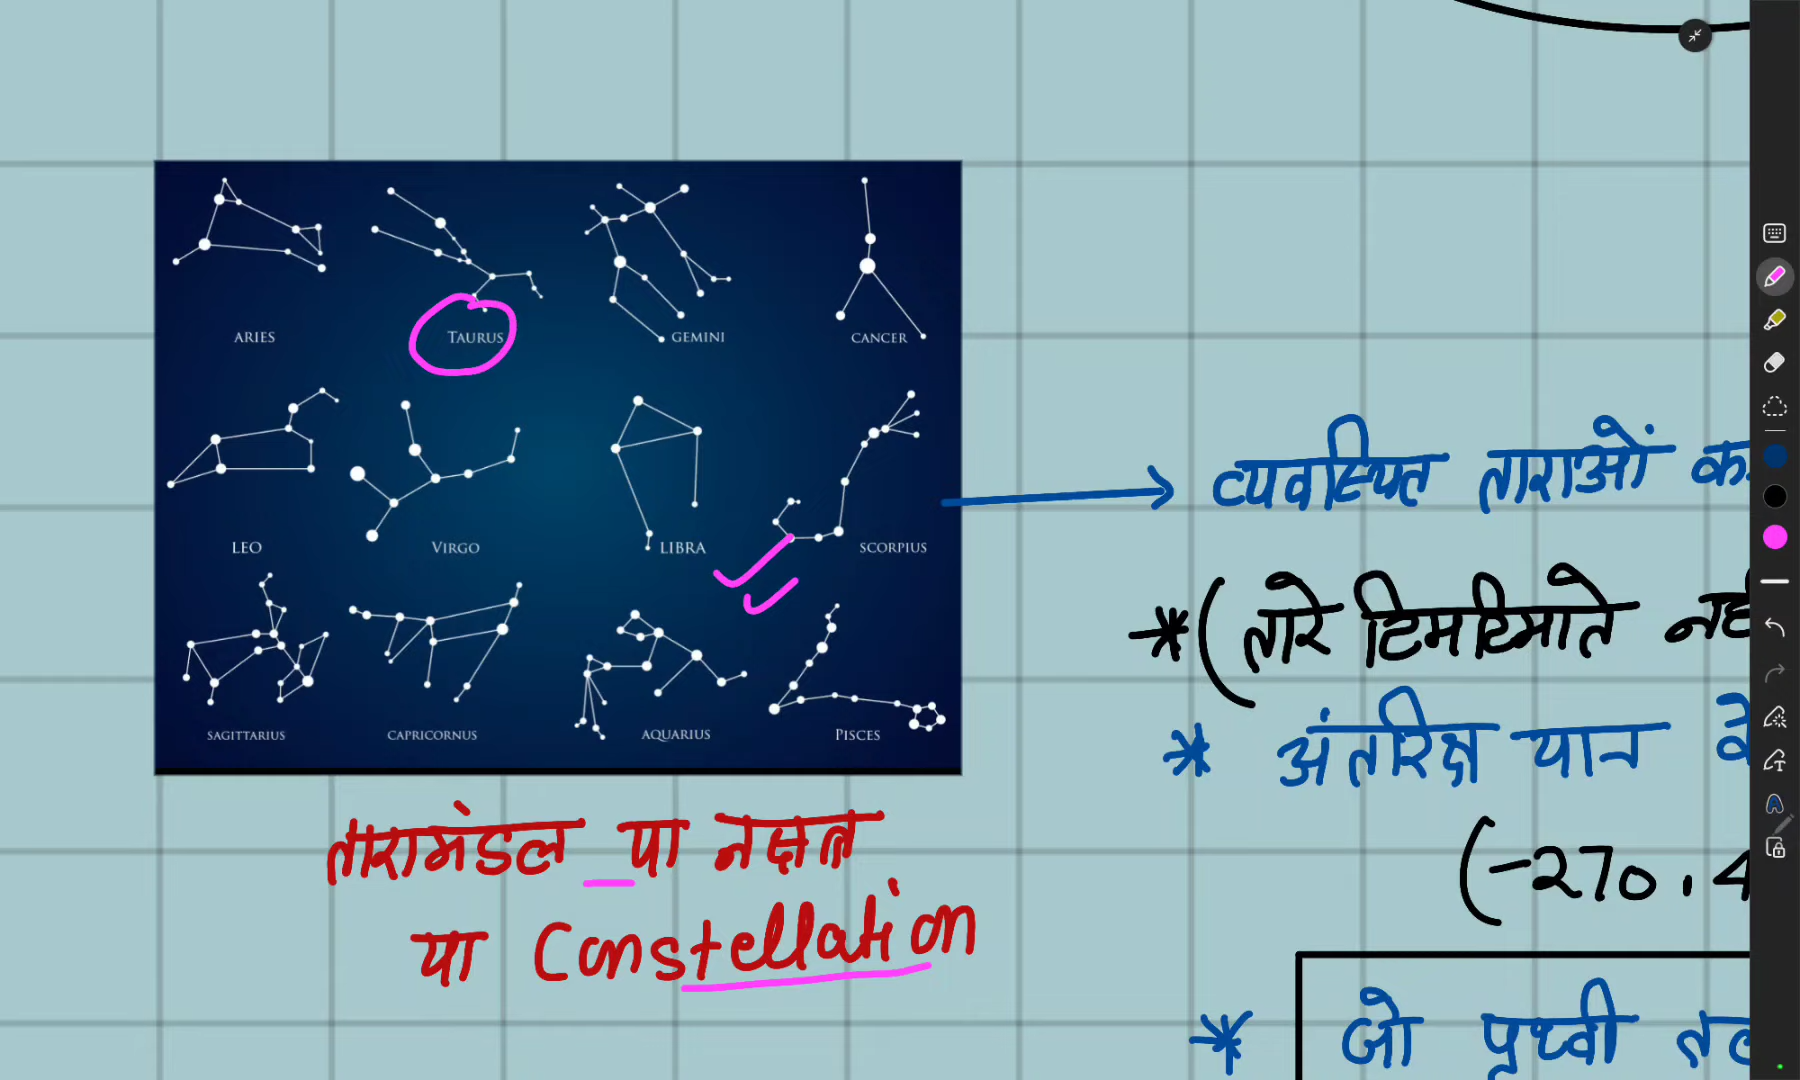 ARIES TAURUS GEMINI CANCER
LEO VIRGO LIBRA SCORPIUS
SAGITTARIUS CAPRICORNUS AQUARIUS PISCES
तारामंडल या नक्षत्र
या Constellation
व्यवस्थित ताराओं
*(तारे टिमटिमाते
* अंतरिक्ष यान के
(-270.4
* जो पृथ्वी